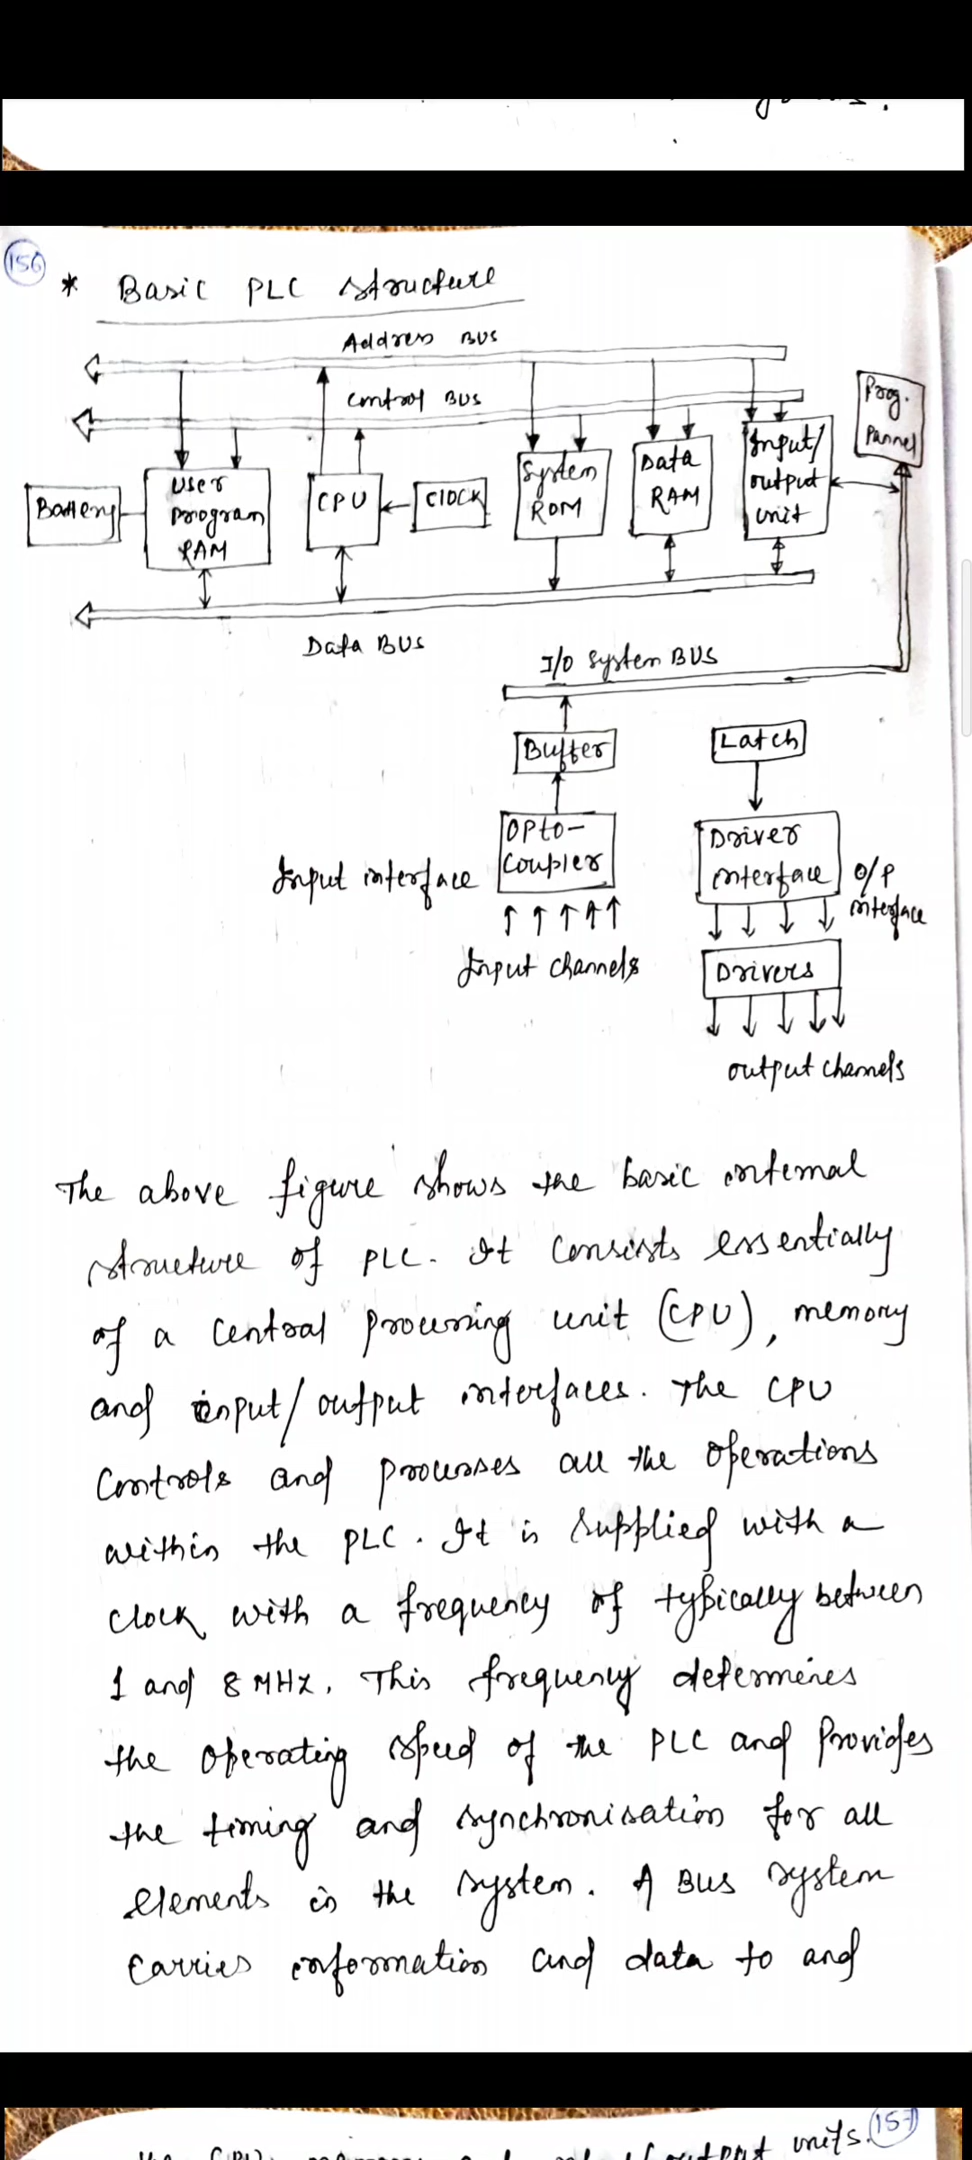 156
* Basic PLC structure
Address BUS
Control BUS
Prog.
Pannel
Battery
User
program
RAM
CPU
CLOCK
System
ROM
Data
RAM
Input/
output
unit
Data BUS
I/O System BUS
Buffer
Latch
Opto-
Coupler
Input interface
Driver
interface
O/P
interface
Input channels
Drivers
output channels
The above figure shows the basic internal
structure of PLC. It consists essentially
of a central processing unit (CPU), memory
and input/output interfaces. The CPU
controls and processes all the operations
within the PLC. It is supplied with a
clock with a frequency of typically between
1 and 8 MHz. This frequency determines
the operating speed of the PLC and provides
the timing and synchronisation for all
elements in the system. A Bus system
carries information and data to and
157
units.